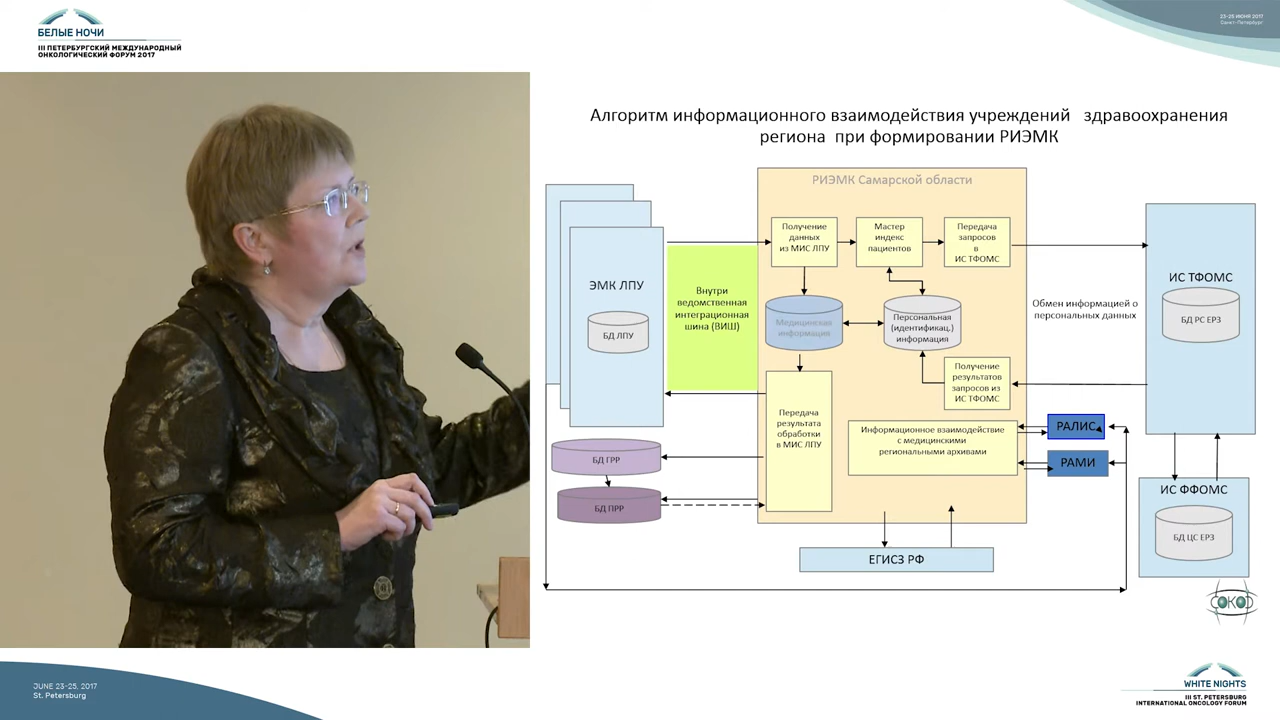 БЕЛЫЕ НОЧИ
III ПЕТЕРБУРГСКИЙ МЕЖДУНАРОДНЫЙ
ОНКОЛОГИЧЕСКИЙ ФОРУМ 2017
23-25 ИЮНЯ 2017
Санкт-Петербург
Алгоритм информационного взаимодействия учреждений здравоохранения
региона при формировании РИЭМК
РИЭМК Самарской области
ЭМК ЛПУ
БД ЛПУ
Внутри
ведомственная
интеграционная
шина (ВИШ)
Получение
данных
из МИС ЛПУ
Мастер
индекс
пациентов
Передача
запросов
в
ИС ТФОМС
Медицинская
информация
Персональная
(идентификац.)
информация
Обмен информацией о
персональных данных
ИС ТФОМС
БД РС ЕРЗ
Получение
результатов
запросов из
ИС ТФОМС
Передача
результата
обработки
в МИС ЛПУ
Информационное взаимодействие
с медицинскими
региональными архивами
РАЛИС
РАМИ
БД ГРР
БД ПРР
ИС ФФОМС
БД ЦС ЕРЗ
ЕГИСЗ РФ
СОКОД
JUNE 23-25, 2017
St. Petersburg
WHITE NIGHTS
III ST. PETERSBURG
INTERNATIONAL ONCOLOGY FORUM